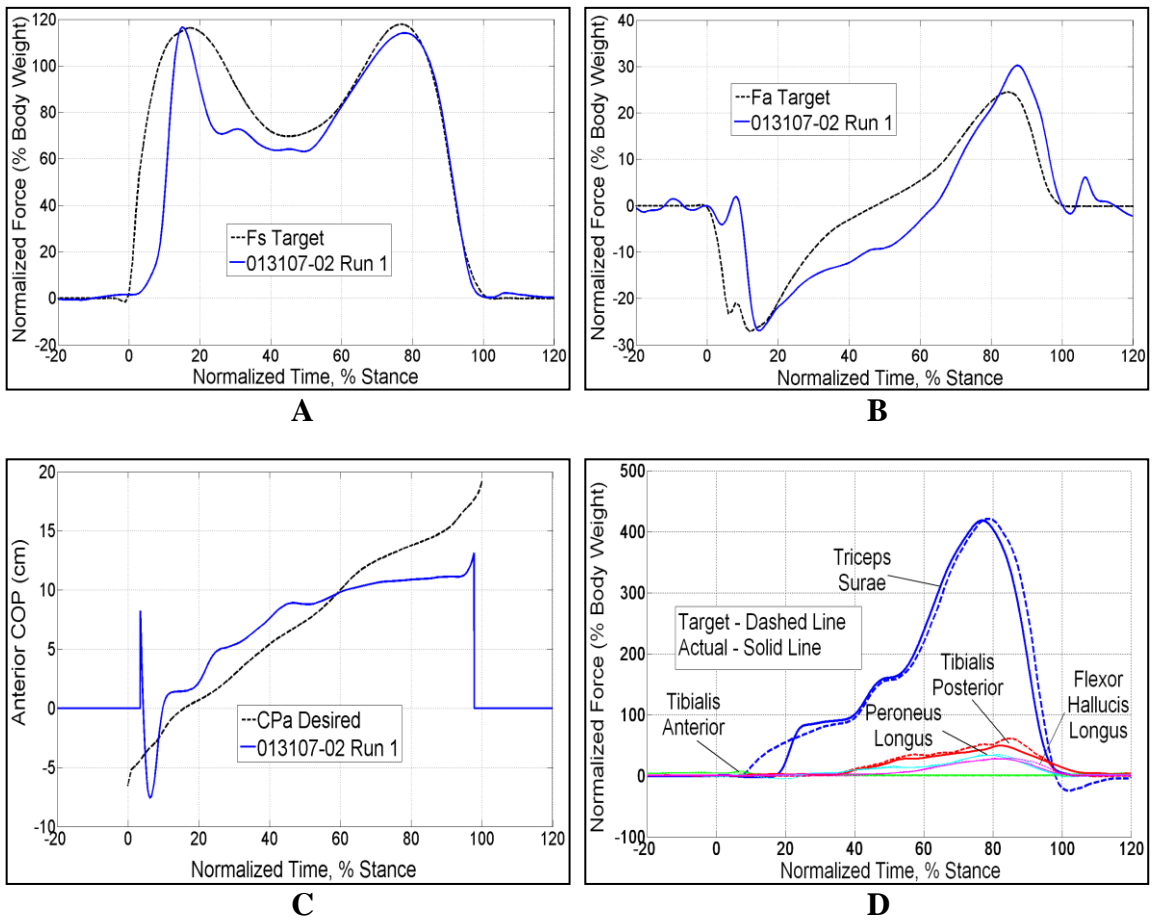 Normalized Force (% Body Weight)
120
100
80
60
40
20
0
-20
-20
0
20
40
60
80
100
120
Fs Target
013107-02 Run 1
Normalized Time, % Stance
A
Normalized Force (% Body Weight)
40
30
20
10
0
-10
-20
-30
-20
0
20
40
60
80
100
120
Fa Target
013107-02 Run 1
Normalized Time, % Stance
B
Anterior COP (cm)
20
15
10
5
0
-5
-10
-20
0
20
40
60
80
100
120
CPa Desired
013107-02 Run 1
Normalized Time, % Stance
C
Normalized Force (% Body Weight)
500
400
300
200
100
0
-100
-20
0
20
40
60
80
100
120
Triceps
Surae
Target - Dashed Line
Actual - Solid Line
Tibialis
Anterior
Tibialis
Posterior
Peroneus
Longus
Flexor
Hallucis
Longus
Normalized Time, % Stance
D